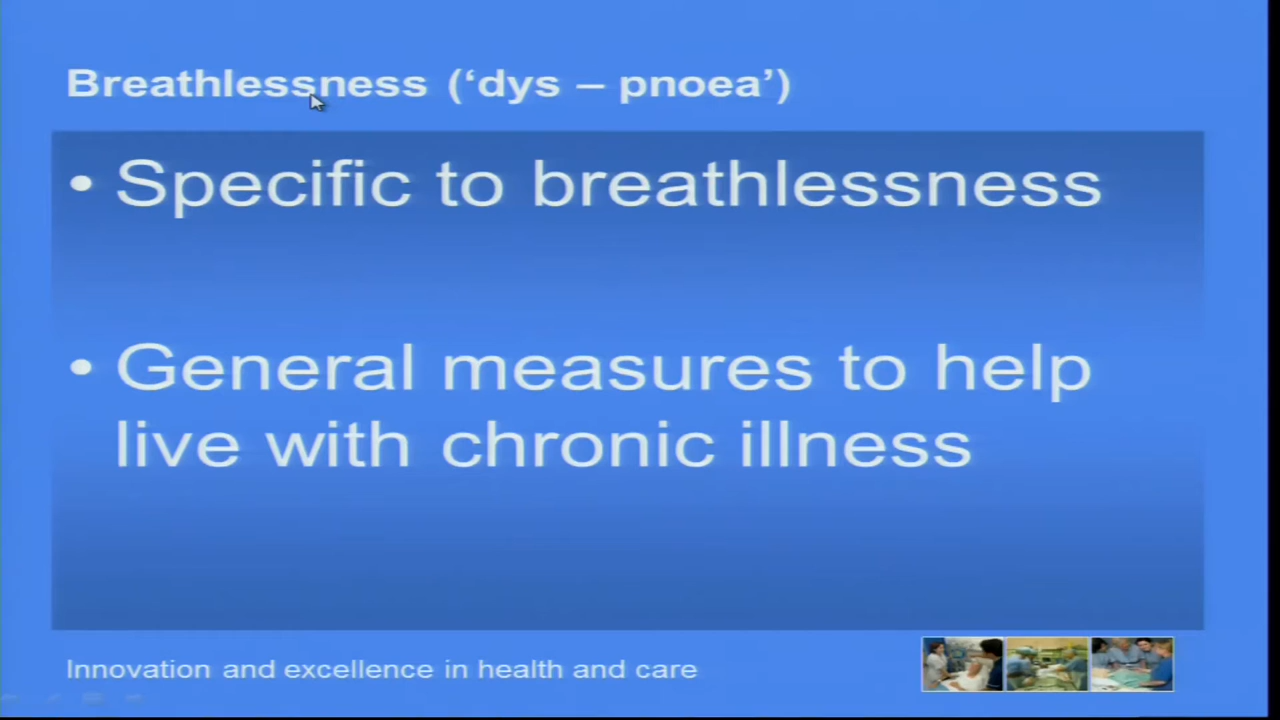 Breathlessness (‘dys – pnoea’)
• Specific to breathlessness
• General measures to help
live with chronic illness
Innovation and excellence in health and care